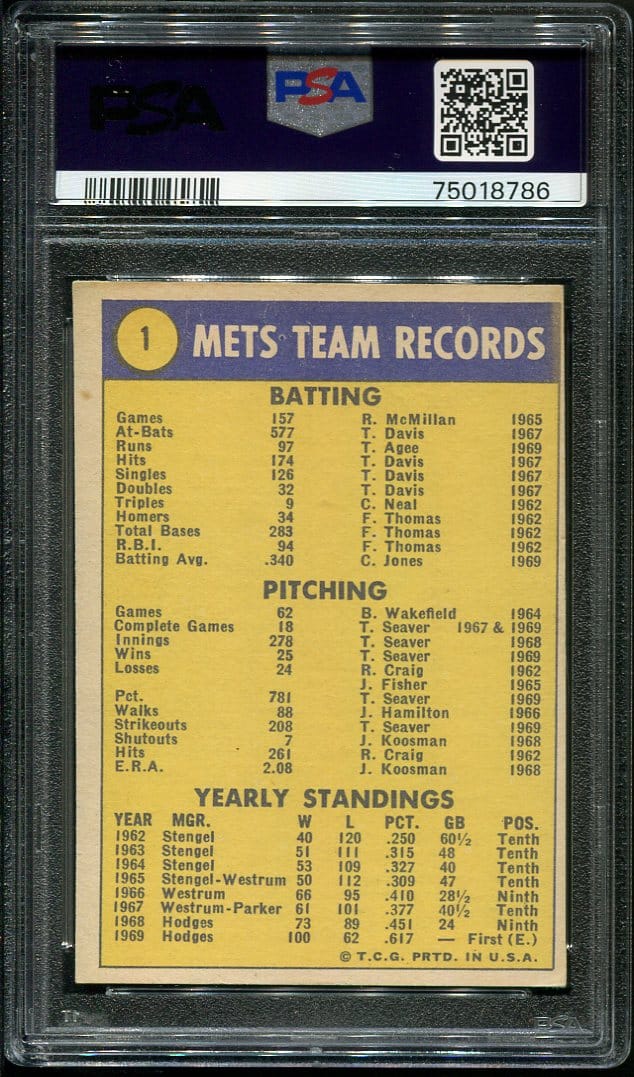 PSA PSA
75018786
1 METS TEAM RECORDS
BATTING
Games 157 R. McMillan 1965
At-Bats 577 T. Davis 1967
Runs 97 T. Agee 1969
Hits 174 T. Davis 1967
Singles 126 T. Davis 1967
Doubles 32 T. Davis 1967
Triples 9 C. Neal 1962
Homers 34 F. Thomas 1962
Total Bases 283 F. Thomas 1962
R.B.I. 94 F. Thomas 1962
Batting Avg. .340 C. Jones 1969
PITCHING
Games 62 B. Wakefield 1964
Complete Games 18 T. Seaver 1967 & 1969
Innings 278 T. Seaver 1968
Wins 25 T. Seaver 1969
Losses 24 R. Craig 1962
J. Fisher 1965
Pct. 781 T. Seaver 1969
Walks 88 J. Hamilton 1966
Strikeouts 208 T. Seaver 1969
Shutouts 7 J. Koosman 1968
Hits 261 R. Craig 1962
E.R.A. 2.08 J. Koosman 1968
YEARLY STANDINGS
YEAR MGR. W L PCT. GB POS.
1962 Stengel 40 120 .250 60½ Tenth
1963 Stengel 51 111 .315 48 Tenth
1964 Stengel 53 109 .327 40 Tenth
1965 Stengel-Westrum 50 112 .309 47 Tenth
1966 Westrum 66 95 .410 28½ Ninth
1967 Westrum-Parker 61 101 .377 40½ Tenth
1968 Hodges 73 89 .451 24 Ninth
1969 Hodges 100 62 .617 — First (E.)
© T.C.G. PRTD. IN U.S.A.
PSA